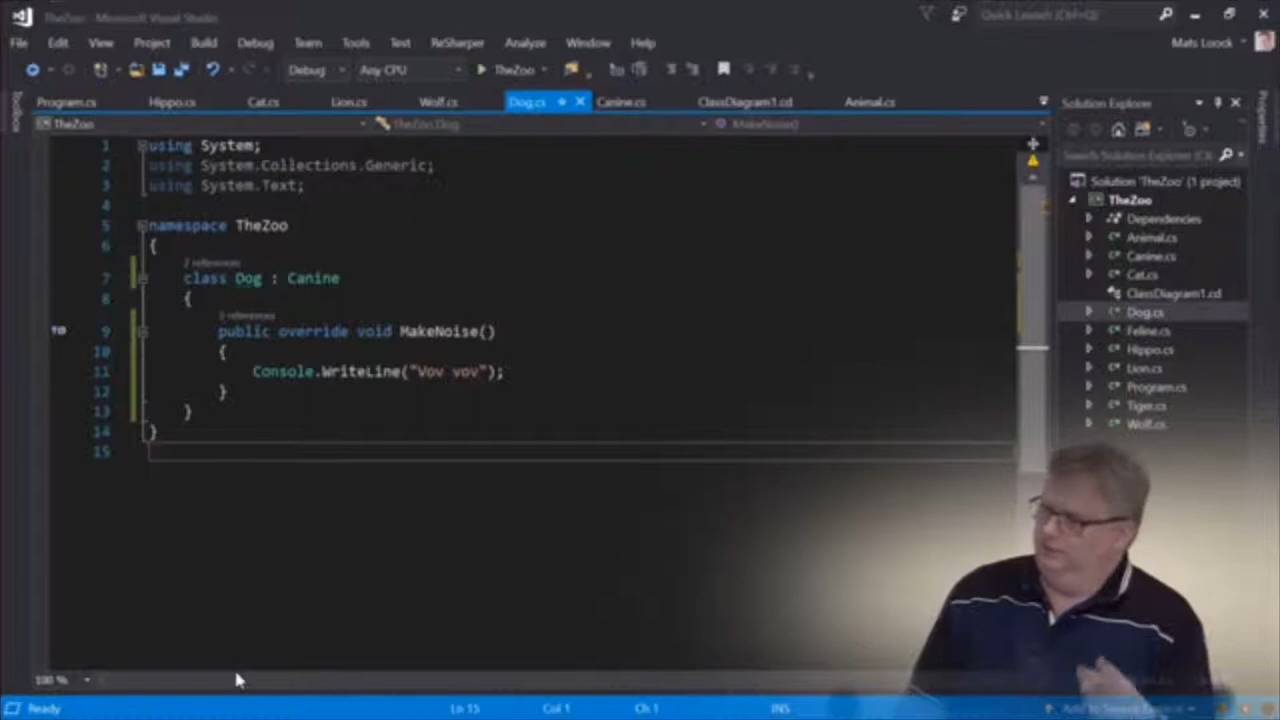 TheZoo - Microsoft Visual Studio
Quick Launch (Ctrl+Q)
File Edit View Project Build Debug Team Tools Test ReSharper Analyze Window Help
Mats Loock
Debug Any CPU TheZoo
Toolbox
Program.cs Hippo.cs Cat.cs Lion.cs Wolf.cs Dog.cs Canine.cs ClassDiagram1.cd Animal.cs
TheZoo TheZoo.Dog MakeNoise()
1 using System;
2 using System.Collections.Generic;
3 using System.Text;
4
5 namespace TheZoo
6 {
2 references
7 class Dog : Canine
8 {
3 references
9 public override void MakeNoise()
10 {
11 Console.WriteLine("Vov vov");
12 }
13 }
14 }
15
100 %
Solution Explorer
Search Solution Explorer
Solution 'TheZoo' (1 project)
TheZoo
Dependencies
Animal.cs
Canine.cs
Cat.cs
ClassDiagram1.cd
Dog.cs
Feline.cs
Hippo.cs
Lion.cs
Program.cs
Tiger.cs
Wolf.cs
Properties
Ready Ln 15 Col 1 Ch 1 INS Add to Source Control